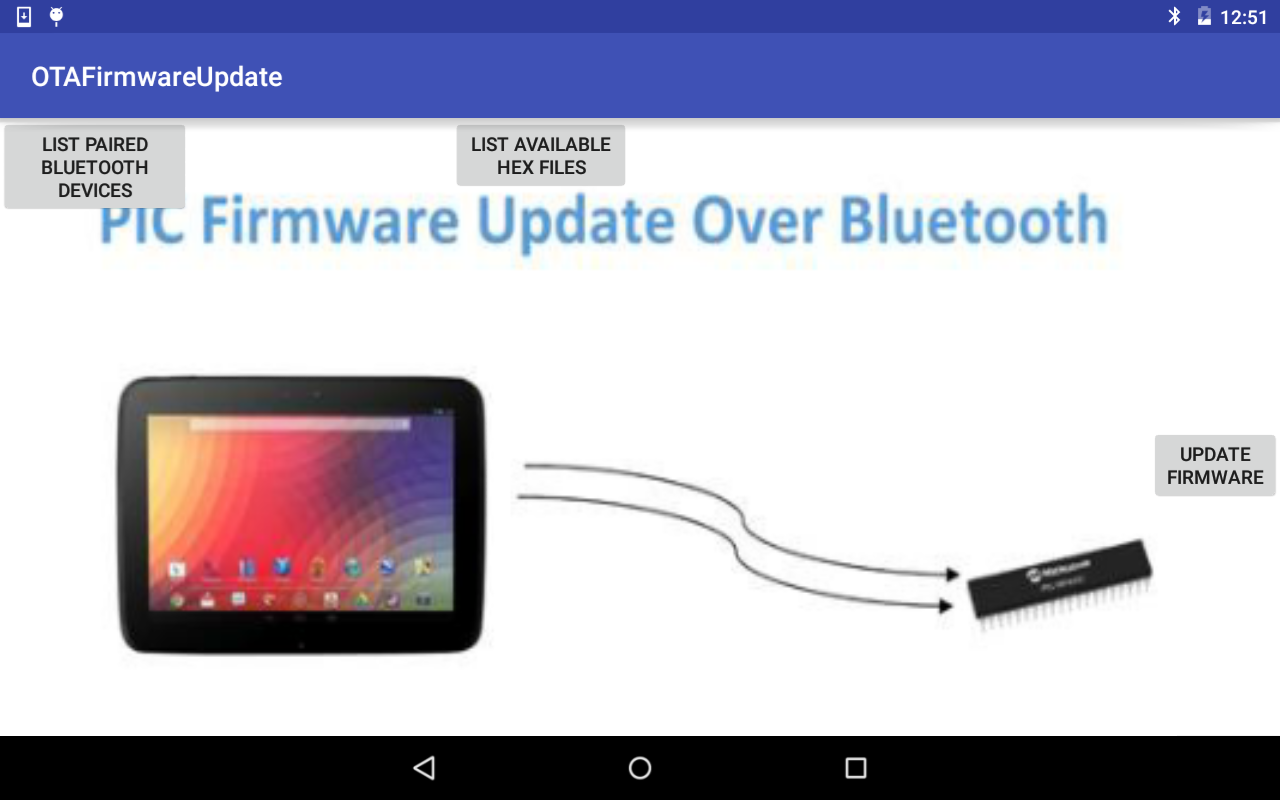 12:51
OTAFirmwareUpdate
LIST PAIRED
BLUETOOTH
DEVICES
LIST AVAILABLE
HEX FILES
PIC Firmware Update Over Bluetooth
UPDATE
FIRMWARE